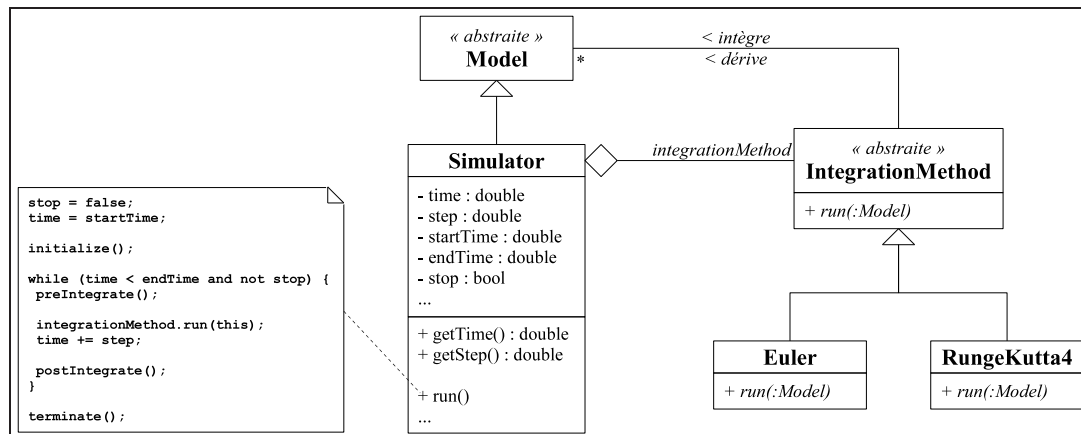 « abstraite »
Model
*
< intègre
< dérive
Simulator
- time : double
- step : double
- startTime : double
- endTime : double
- stop : bool
...
+ getTime() : double
+ getStep() : double
+ run()
...
integrationMethod
« abstraite »
IntegrationMethod
+ run(:Model)
Euler
+ run(:Model)
RungeKutta4
+ run(:Model)
stop = false;
time = startTime;
initialize();
while (time < endTime and not stop) {
preIntegrate();
integrationMethod.run(this);
time += step;
postIntegrate();
}
terminate();